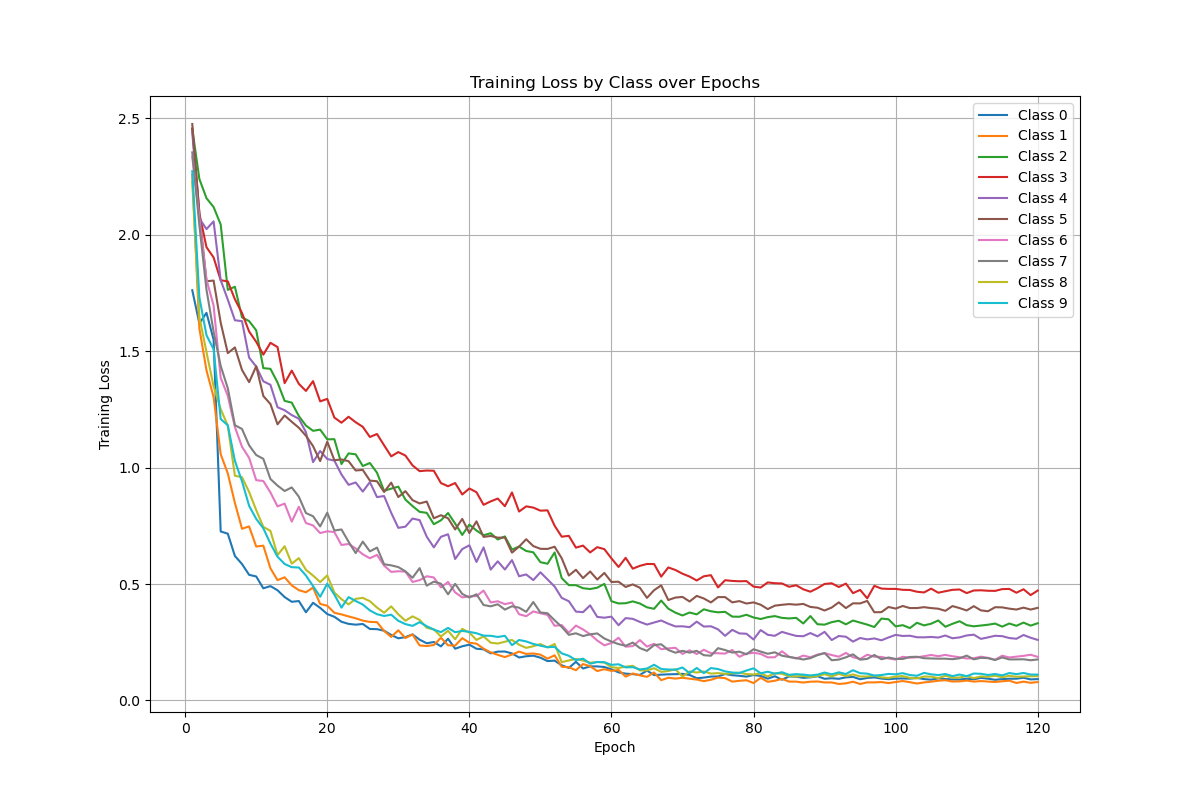 Training Loss by Class over Epochs
2.5
2.0
1.5
1.0
0.5
0.0
Training Loss
0 20 40 60 80 100 120
Epoch
Class 0
Class 1
Class 2
Class 3
Class 4
Class 5
Class 6
Class 7
Class 8
Class 9